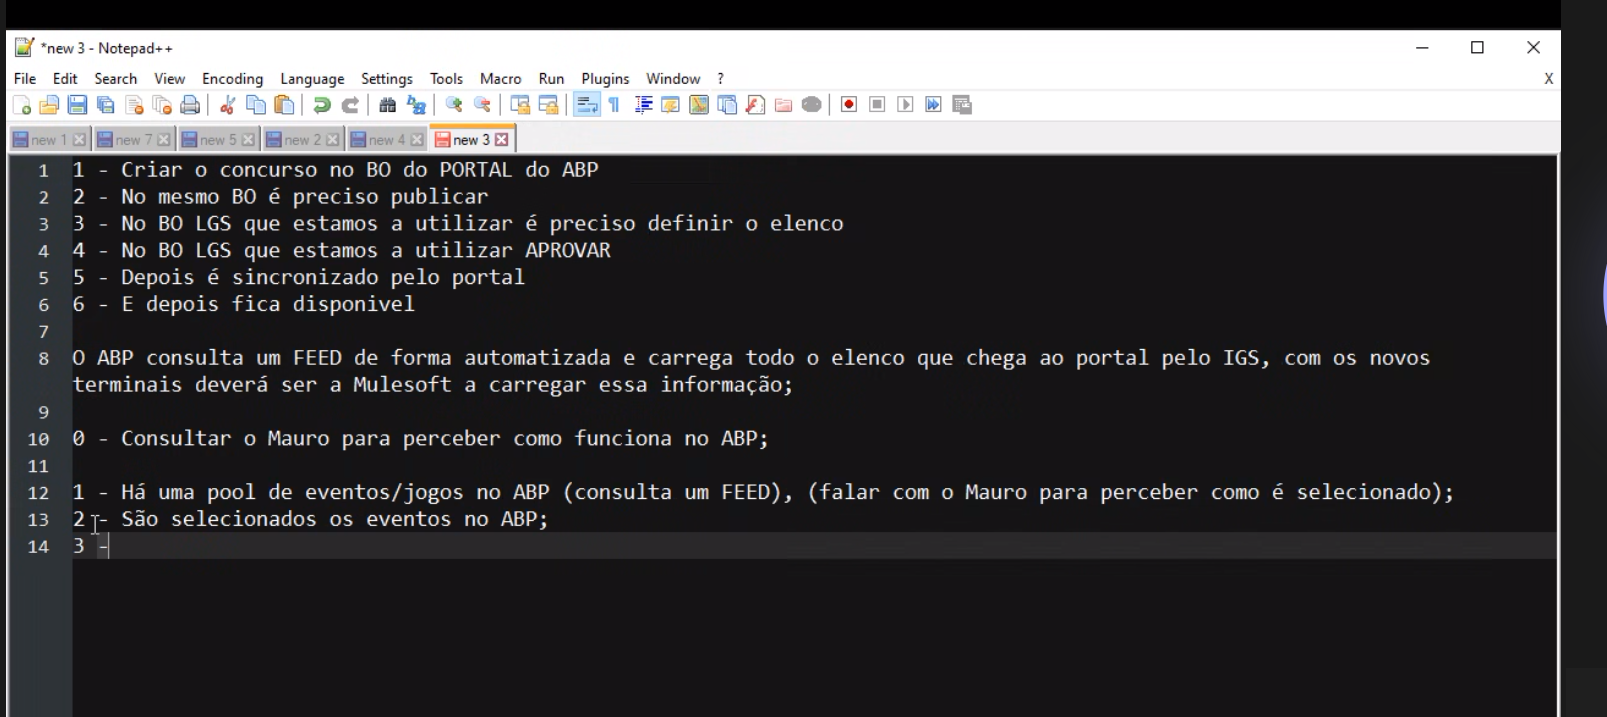 *new 3 - Notepad++
File Edit Search View Encoding Language Settings Tools Macro Run Plugins Window ? X
new 1 new 7 new 5 new 2 new 4 new 3
1 1 - Criar o concurso no BO do PORTAL do ABP
2 2 - No mesmo BO é preciso publicar
3 3 - No BO LGS que estamos a utilizar é preciso definir o elenco
4 4 - No BO LGS que estamos a utilizar APROVAR
5 5 - Depois é sincronizado pelo portal
6 6 - E depois fica disponivel
7
8 O ABP consulta um FEED de forma automatizada e carrega todo o elenco que chega ao portal pelo IGS, com os novos
terminais deverá ser a Mulesoft a carregar essa informação;
9
10 0 - Consultar o Mauro para perceber como funciona no ABP;
11
12 1 - Há uma pool de eventos/jogos no ABP (consulta um FEED), (falar com o Mauro para perceber como é selecionado);
13 2 - São selecionados os eventos no ABP;
14 3 -